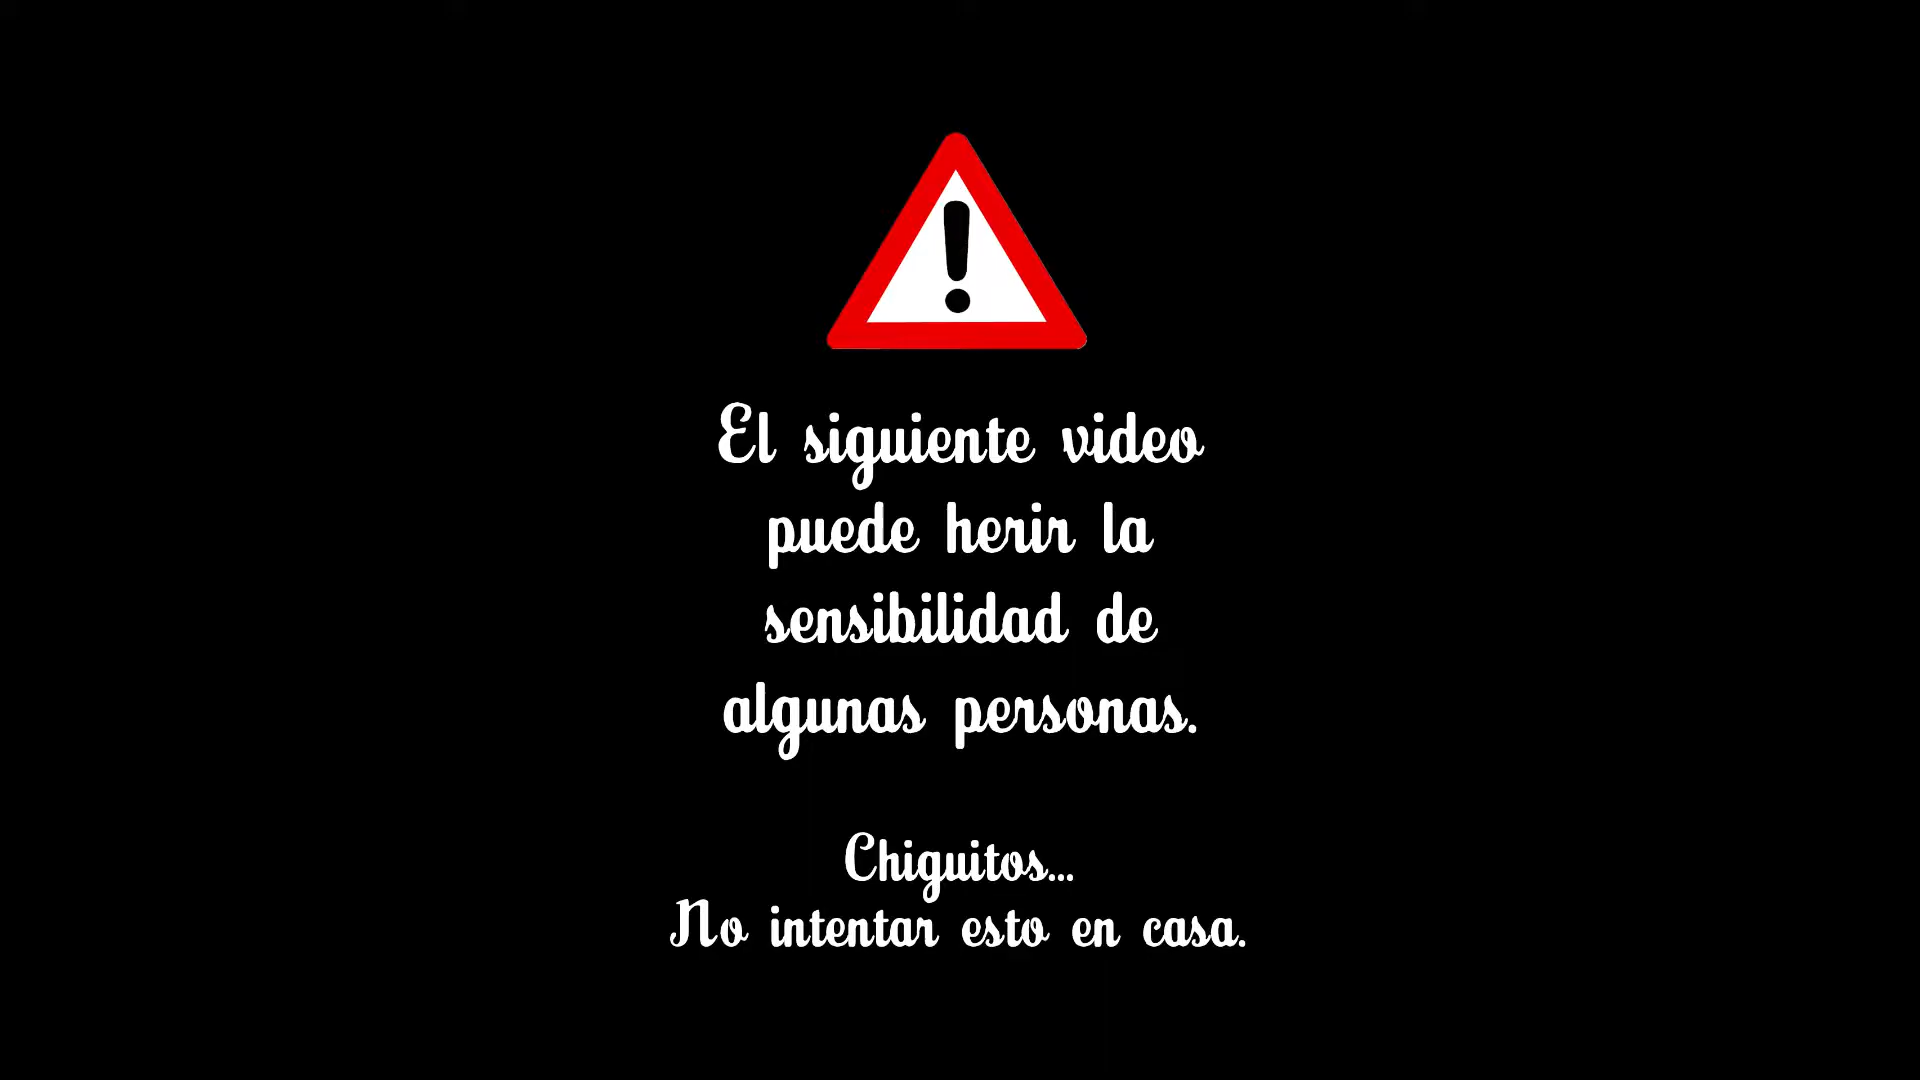 El siguiente video
puede herir la
sensibilidad de
algunas personas.
Chiguitos...
No intentar esto en casa.